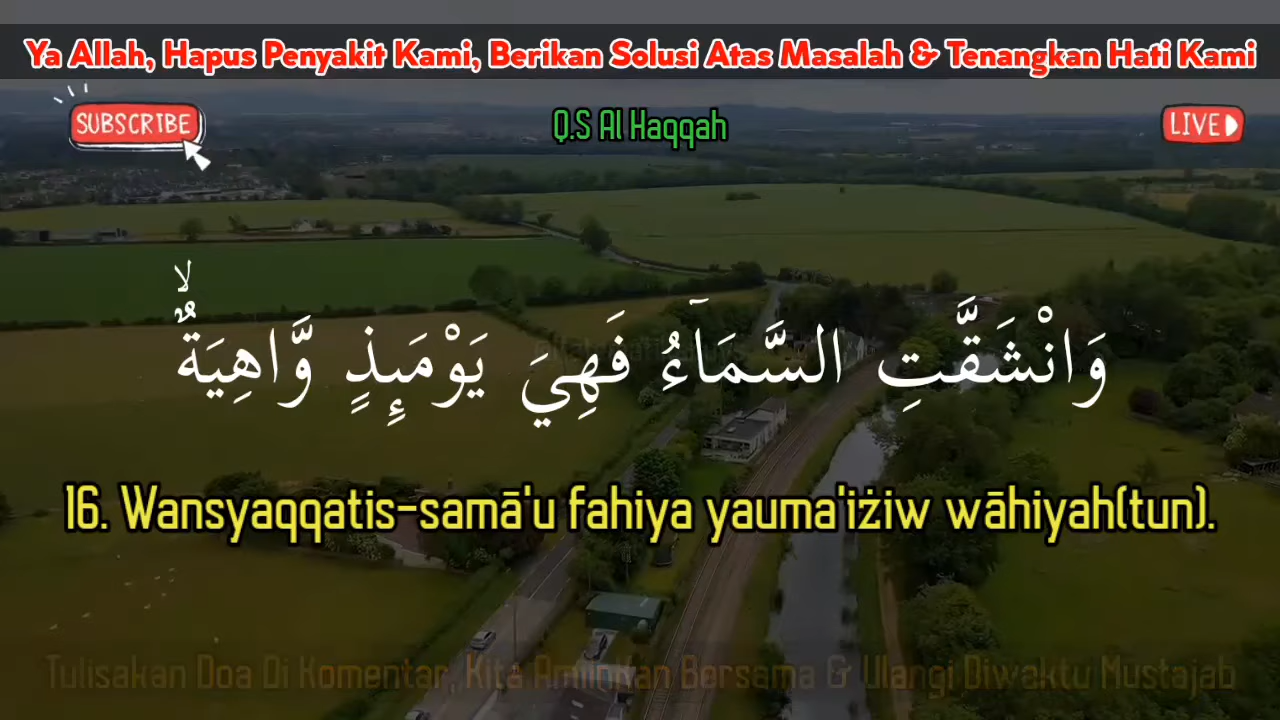 Ya Allah, Hapus Penyakit Kami, Berikan Solusi Atas Masalah & Tenangkan Hati Kami
SUBSCRIBE
Q.S Al Haqqah
LIVE
وَانْشَقَّتِ السَّمَاۤءُ فَهِيَ يَوْمَىِٕذٍ وَّاهِيَةٌۙ
16. Wansyaqqatis-samā'u fahiya yauma'iżiw wāhiyah(tun).
Tulisakan Doa Di Komentar, Kita Amiinkan Bersama & Ulangi Diwaktu Mustajab